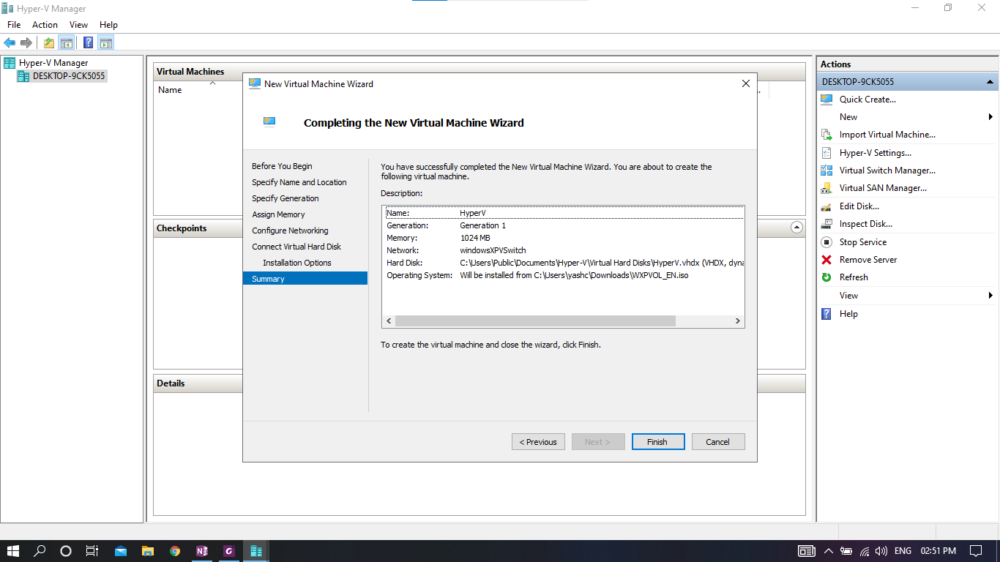 Hyper-V Manager
File Action View Help
Hyper-V Manager
DESKTOP-9CK5055
Virtual Machines
Name
..
Checkpoints
Details
New Virtual Machine Wizard
Completing the New Virtual Machine Wizard
Before You Begin
Specify Name and Location
Specify Generation
Assign Memory
Configure Networking
Connect Virtual Hard Disk
Installation Options
Summary
You have successfully completed the New Virtual Machine Wizard. You are about to create the
following virtual machine.
Description:
Name: HyperV
Generation: Generation 1
Memory: 1024 MB
Network: windowsXPVSwitch
Hard Disk: C:\Users\Public\Documents\Hyper-V\Virtual Hard Disks\HyperV.vhdx (VHDX, dyna
Operating System: Will be installed from C:\Users\yashc\Downloads\WXPVOL_EN.iso
To create the virtual machine and close the wizard, click Finish.
< Previous Next > Finish Cancel
Actions
DESKTOP-9CK5055
Quick Create...
New
Import Virtual Machine...
Hyper-V Settings...
Virtual Switch Manager...
Virtual SAN Manager...
Edit Disk...
Inspect Disk...
Stop Service
Remove Server
Refresh
View
Help
ENG 02:51 PM